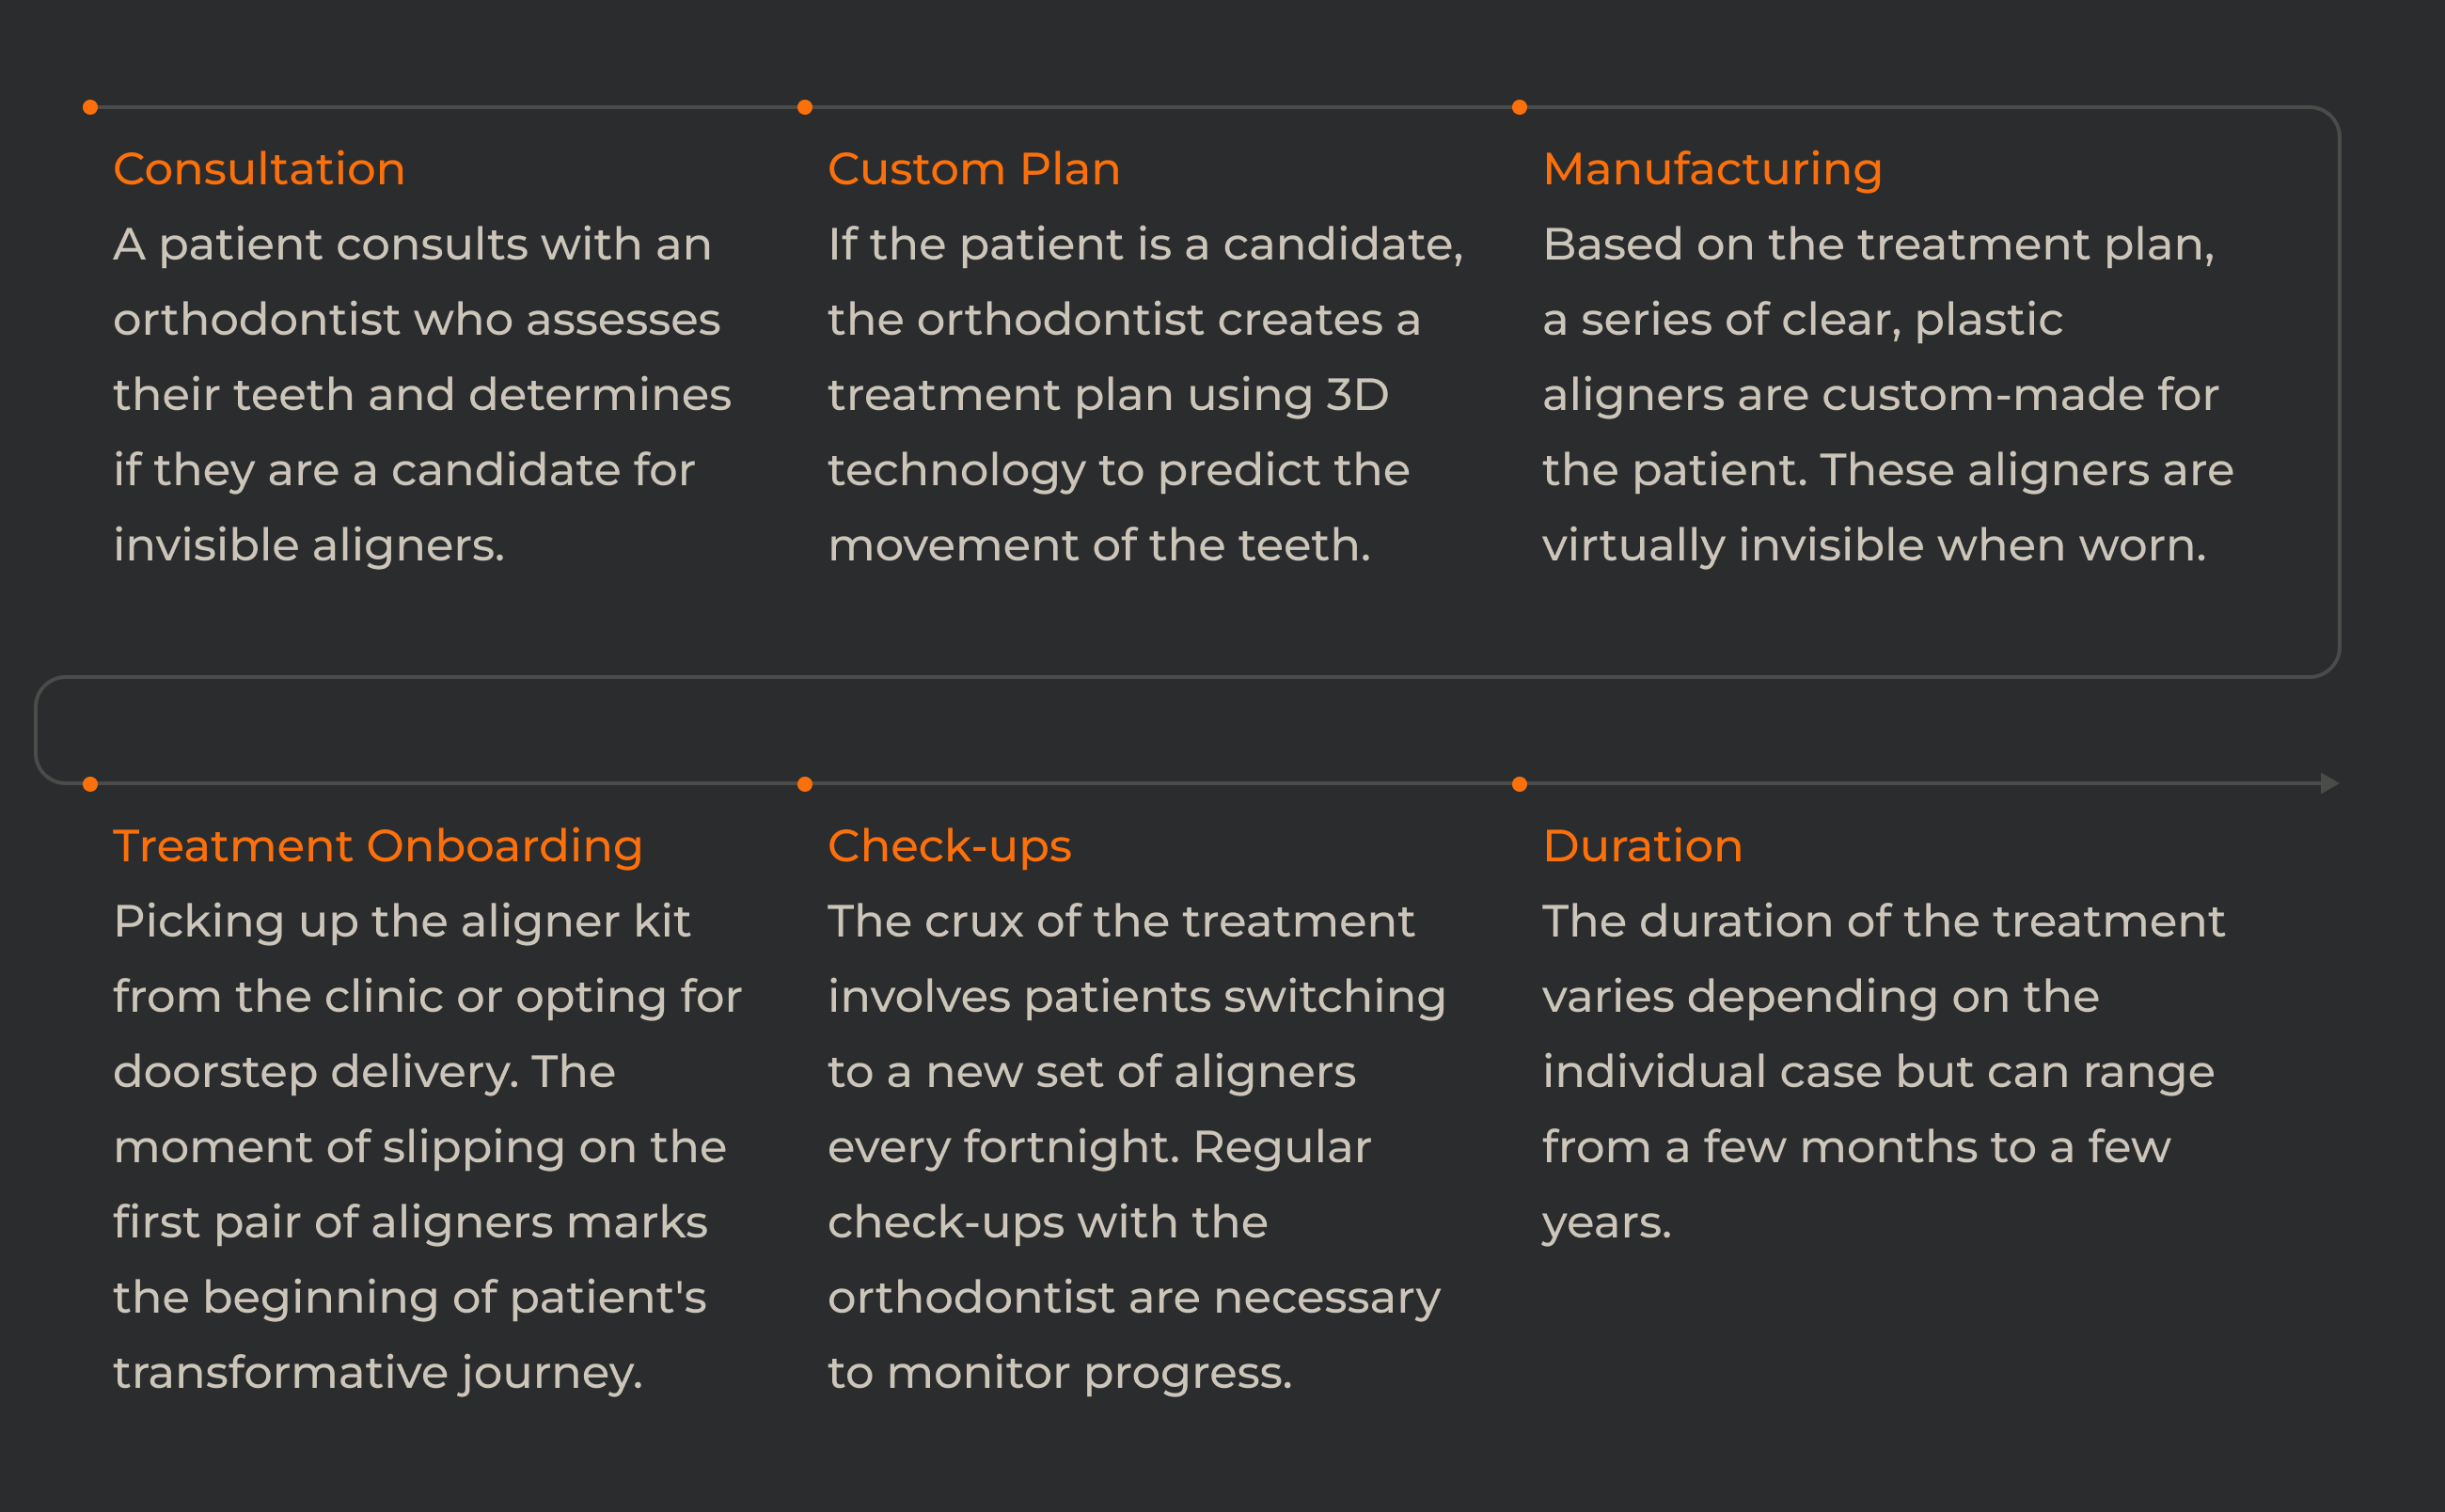 Consultation
A patient consults with an
orthodontist who assesses
their teeth and determines
if they are a candidate for
invisible aligners.
Custom Plan
If the patient is a candidate,
the orthodontist creates a
treatment plan using 3D
technology to predict the
movement of the teeth.
Manufacturing
Based on the treatment plan,
a series of clear, plastic
aligners are custom-made for
the patient. These aligners are
virtually invisible when worn.
Treatment Onboarding
Picking up the aligner kit
from the clinic or opting for
doorstep delivery. The
moment of slipping on the
first pair of aligners marks
the beginning of patient's
transformative journey.
Check-ups
The crux of the treatment
involves patients switching
to a new set of aligners
every fortnight. Regular
check-ups with the
orthodontist are necessary
to monitor progress.
Duration
The duration of the treatment
varies depending on the
individual case but can range
from a few months to a few
years.